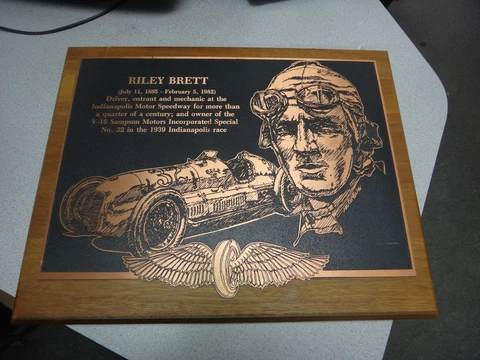 RILEY BRETT
(July 11, 1895 - February 5, 1982)
Driver, entrant and mechanic at the
Indianapolis Motor Speedway for more than
a quarter of a century; and owner of the
V-16 Sampson Motors Incorporated Special
No. 32 in the 1939 Indianapolis race